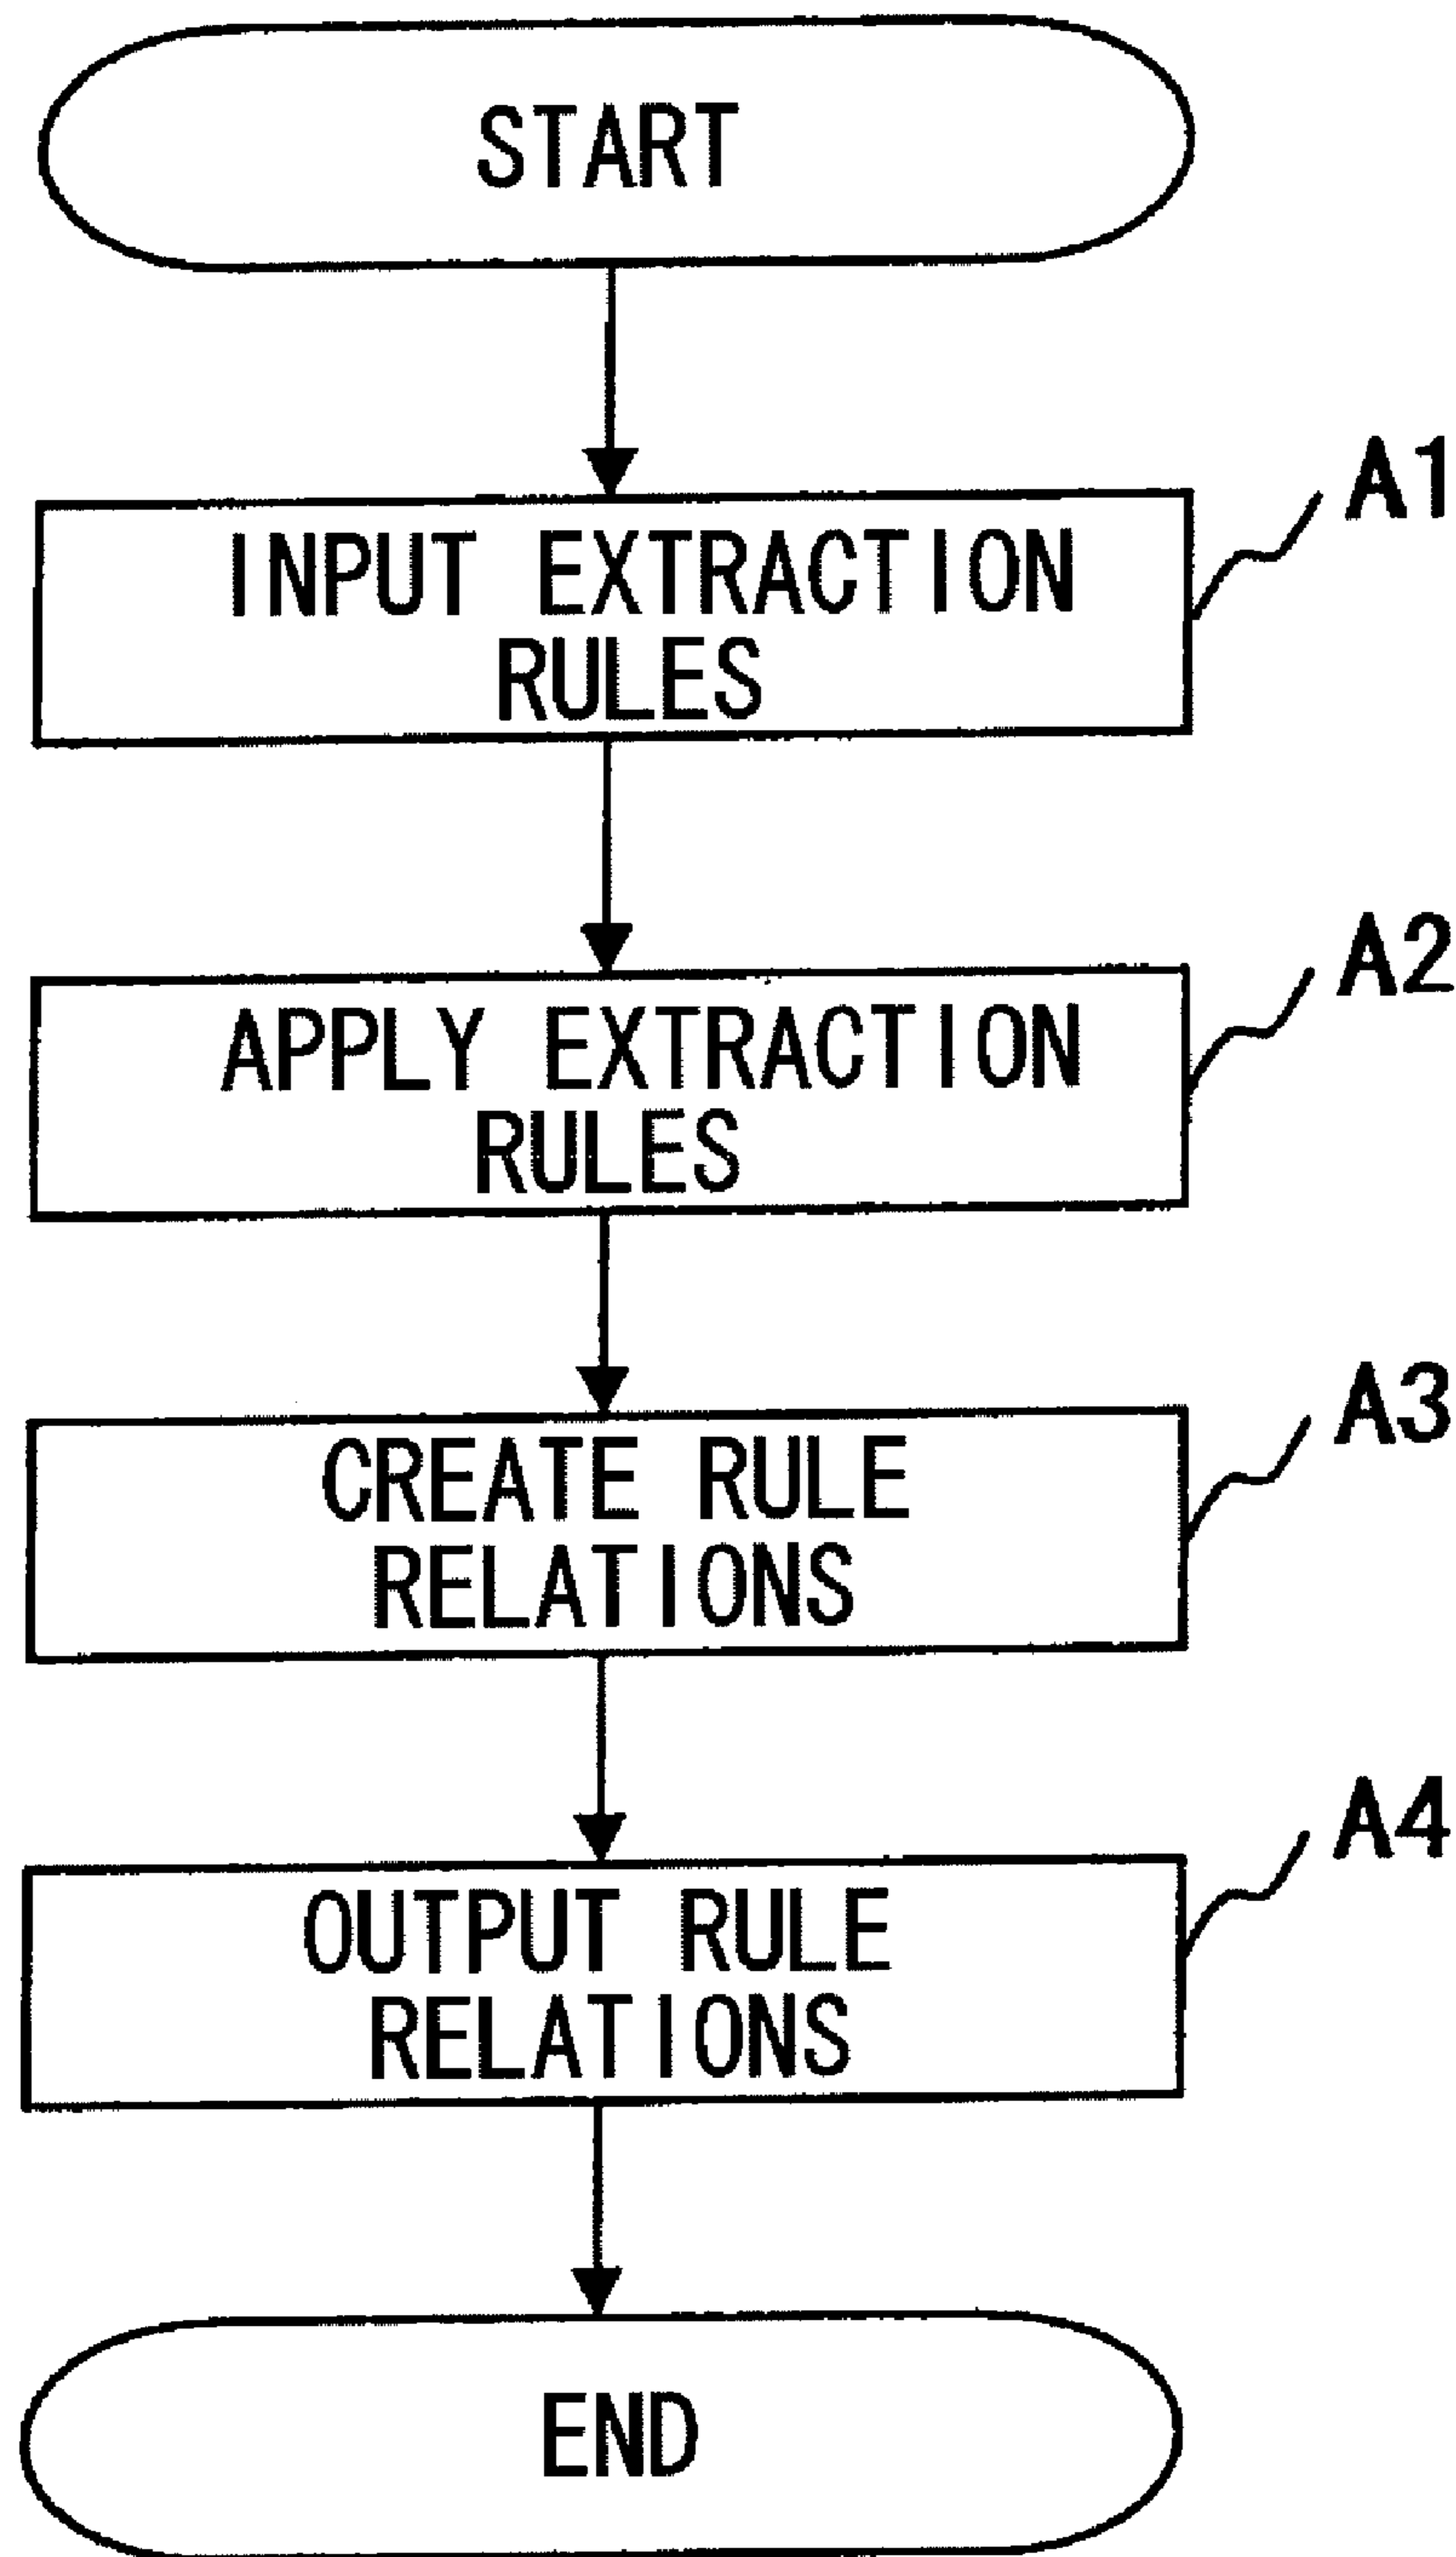 START
A1
INPUT EXTRACTION
RULES
A2
APPLY EXTRACTION
RULES
A3
CREATE RULE
RELATIONS
A4
OUTPUT RULE
RELATIONS
END